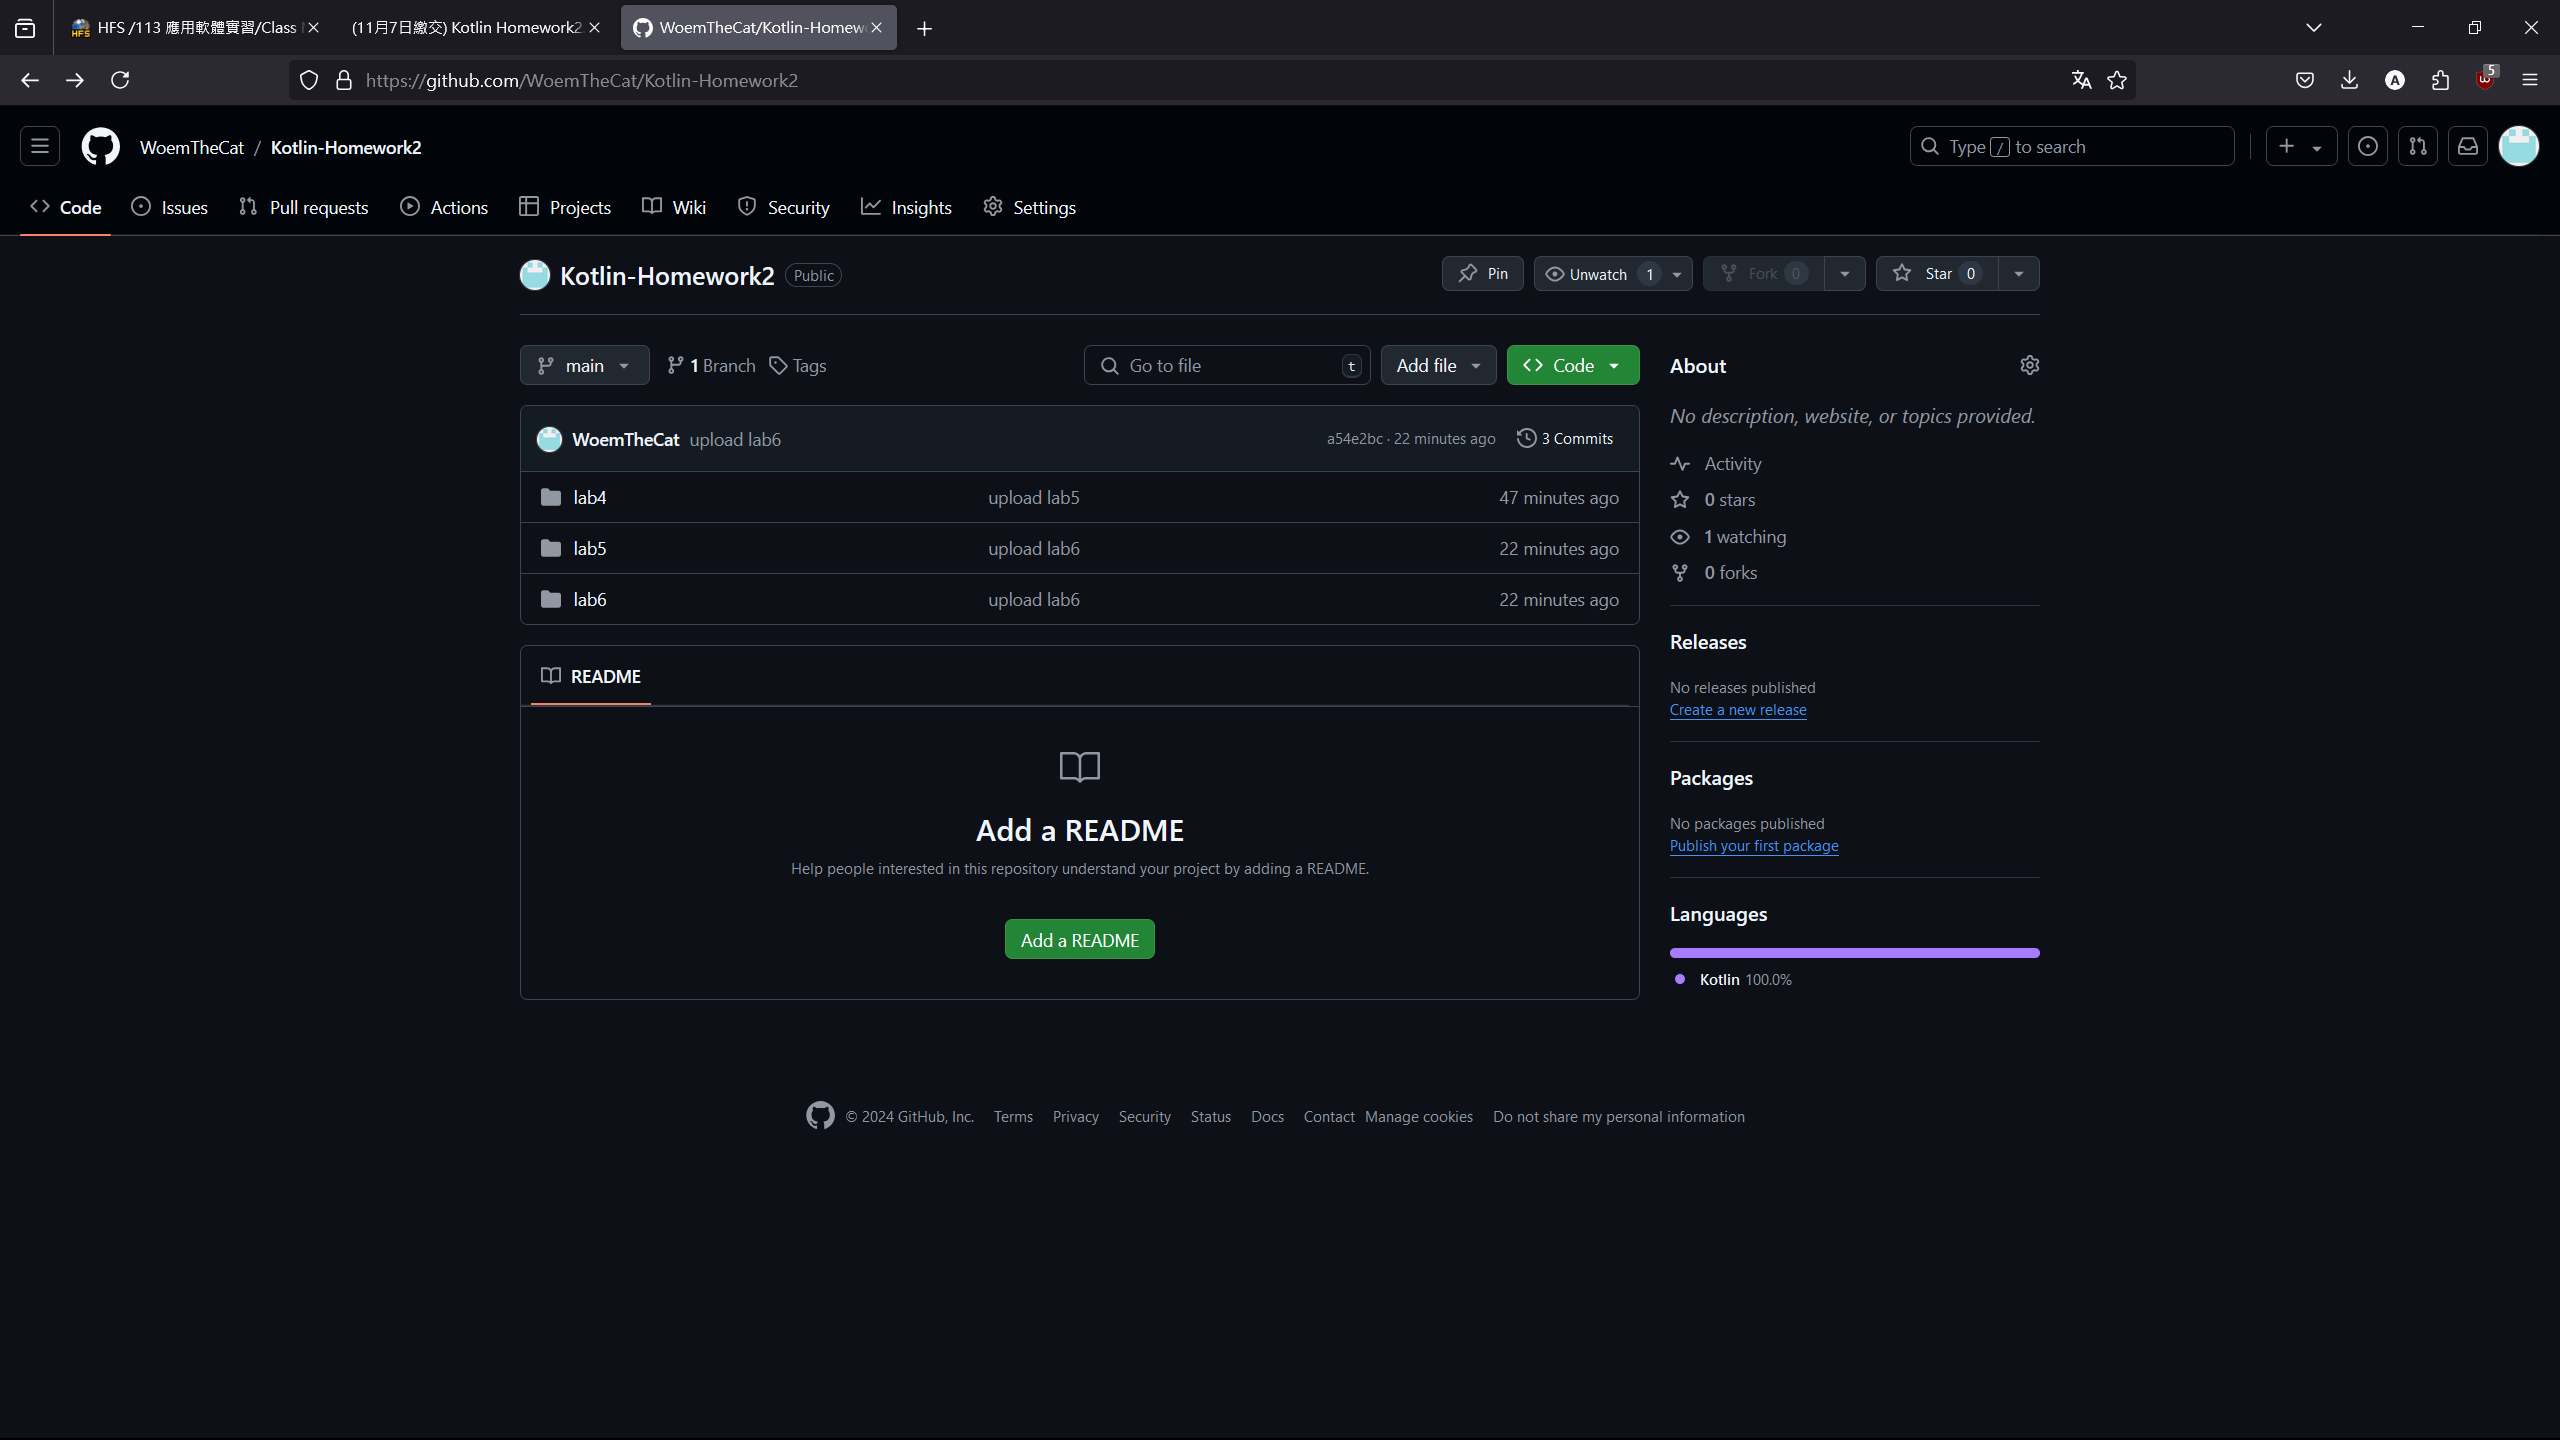 HFS /113 應用軟體實習/Class
(11月7日繳交) Kotlin Homework2
WoemTheCat/Kotlin-Homew
https://github.com/WoemTheCat/Kotlin-Homework2
5
WoemTheCat / Kotlin-Homework2
Type / to search
Code Issues Pull requests Actions Projects Wiki Security Insights Settings
Kotlin-Homework2 Public
Pin Unwatch 1 Fork 0 Star 0
main 1 Branch Tags Go to file t Add file Code
WoemTheCat upload lab6 a54e2bc · 22 minutes ago 3 Commits
lab4 upload lab5 47 minutes ago
lab5 upload lab6 22 minutes ago
lab6 upload lab6 22 minutes ago
README
Add a README
Help people interested in this repository understand your project by adding a README.
Add a README
About
No description, website, or topics provided.
Activity
0 stars
1 watching
0 forks
Releases
No releases published
Create a new release
Packages
No packages published
Publish your first package
Languages
Kotlin 100.0%
© 2024 GitHub, Inc. Terms Privacy Security Status Docs Contact Manage cookies Do not share my personal information